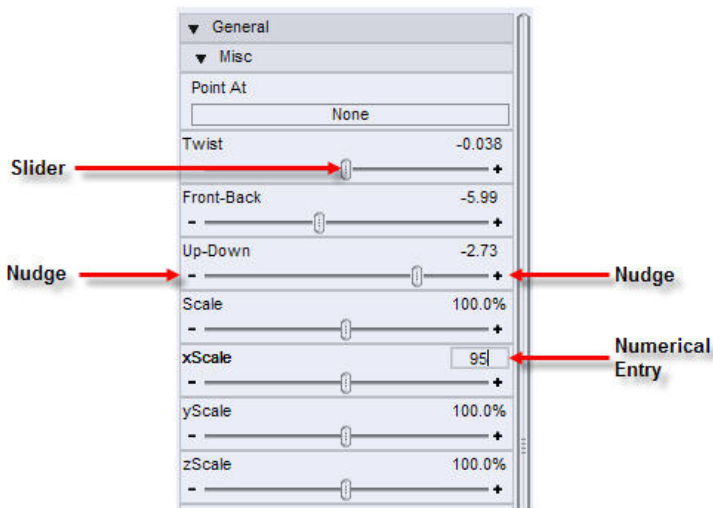 ▼ General
▼ Misc
Point At
None
Twist -0.038
Slider
+
Front-Back -5.99
- +
Up-Down -2.73
Nudge - + Nudge
Scale 100.0%
- +
xScale 95
Numerical
Entry
- +
yScale 100.0%
- +
zScale 100.0%
- +